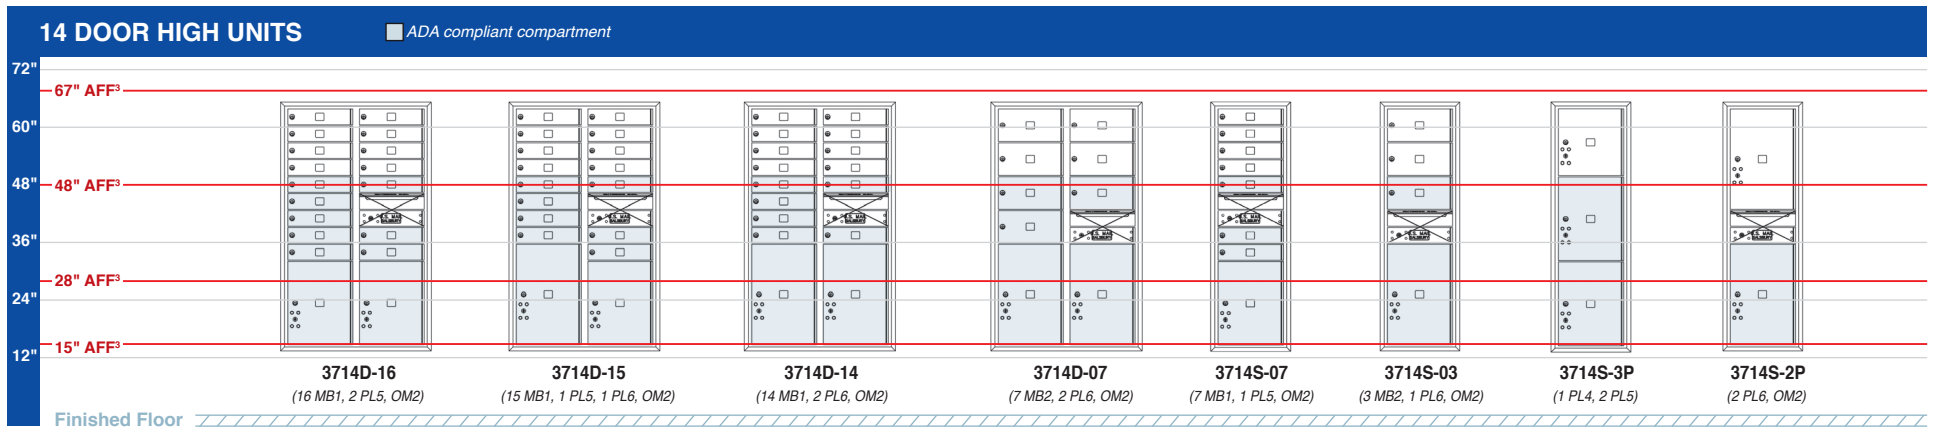 14 DOOR HIGH UNITS
ADA compliant compartment
72"
67" AFF³
60"
48"
48" AFF³
36"
28" AFF³
24"
15" AFF³
12"
3714D-16
(16 MB1, 2 PL5, OM2)
3714D-15
(15 MB1, 1 PL5, 1 PL6, OM2)
3714D-14
(14 MB1, 2 PL6, OM2)
3714D-07
(7 MB2, 2 PL6, OM2)
3714S-07
(7 MB1, 1 PL5, OM2)
3714S-03
(3 MB2, 1 PL6, OM2)
3714S-3P
(1 PL4, 2 PL5)
3714S-2P
(2 PL6, OM2)
Finished Floor